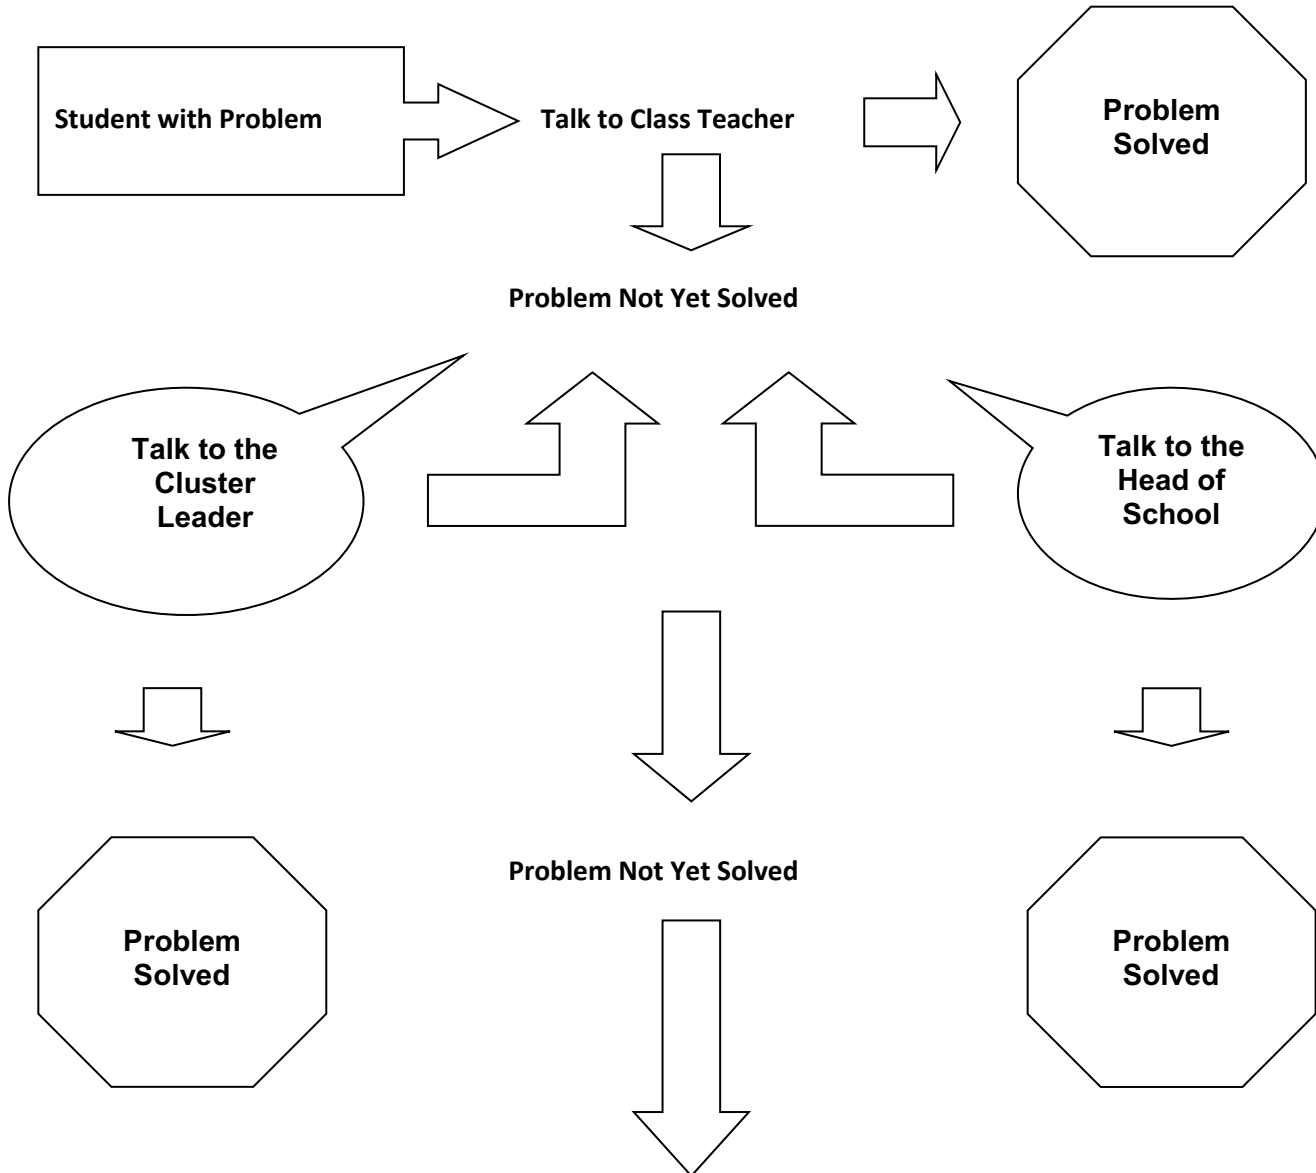 Student with Problem
Talk to Class Teacher
Problem
Solved
Problem Not Yet Solved
Talk to the
Cluster
Leader
Talk to the
Head of
School
Problem Not Yet Solved
Problem
Solved
Problem
Solved